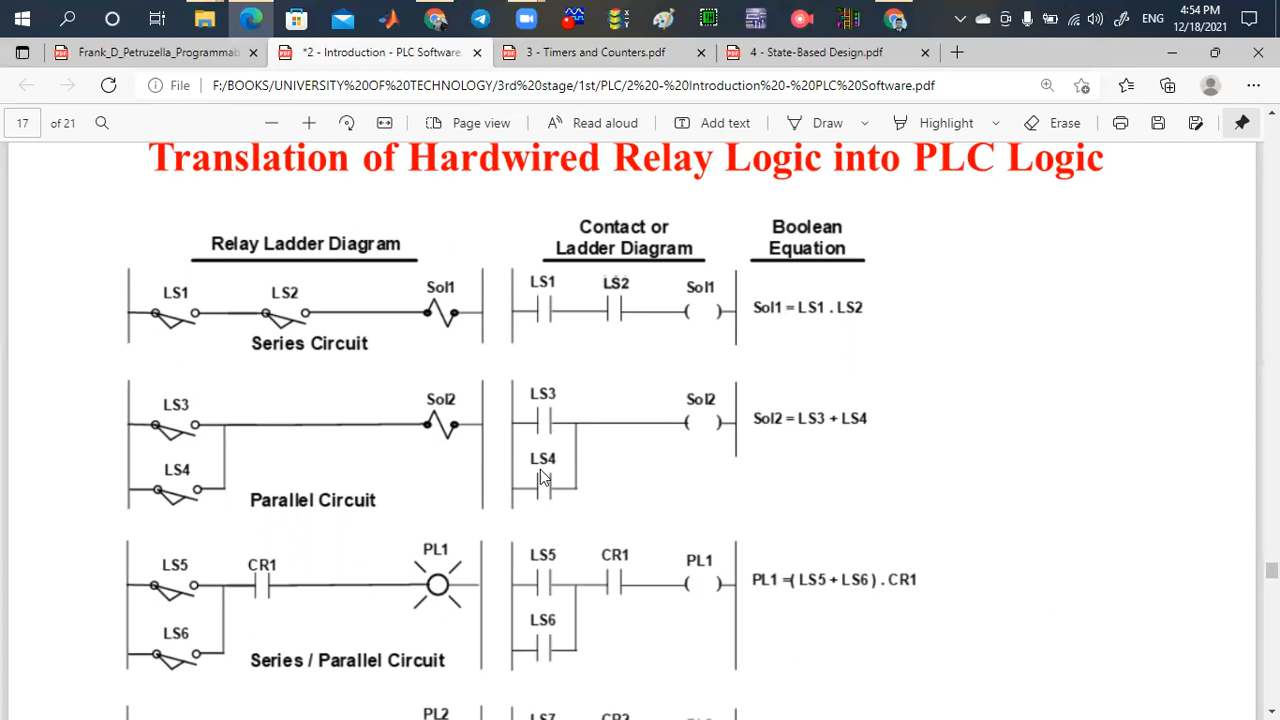 ENG
4:54 PM
12/18/2021
Frank_D_Petruzella_Programmab
*2 - Introduction - PLC Software.
3 - Timers and Counters.pdf
4 - State-Based Design.pdf
File
F:/BOOKS/UNIVERSITY%20OF%20TECHNOLOGY/3rd%20stage/1st/PLC/2%20-%20Introduction%20-%20PLC%20Software.pdf
17 of 21
Page view
Read aloud
Add text
Draw
Highlight
Erase
Translation of Hardwired Relay Logic into PLC Logic
Relay Ladder Diagram
Contact or
Ladder Diagram
Boolean
Equation
LS1 LS2 Sol1
Series Circuit
LS1 LS2 Sol1
Sol1 = LS1 . LS2
LS3 Sol2
LS4
Parallel Circuit
LS3 Sol2
LS4
Sol2 = LS3 + LS4
LS5 CR1 PL1
LS6
Series / Parallel Circuit
LS5 CR1 PL1
LS6
PL1 =( LS5 + LS6 ) . CR1
PL2
LS7